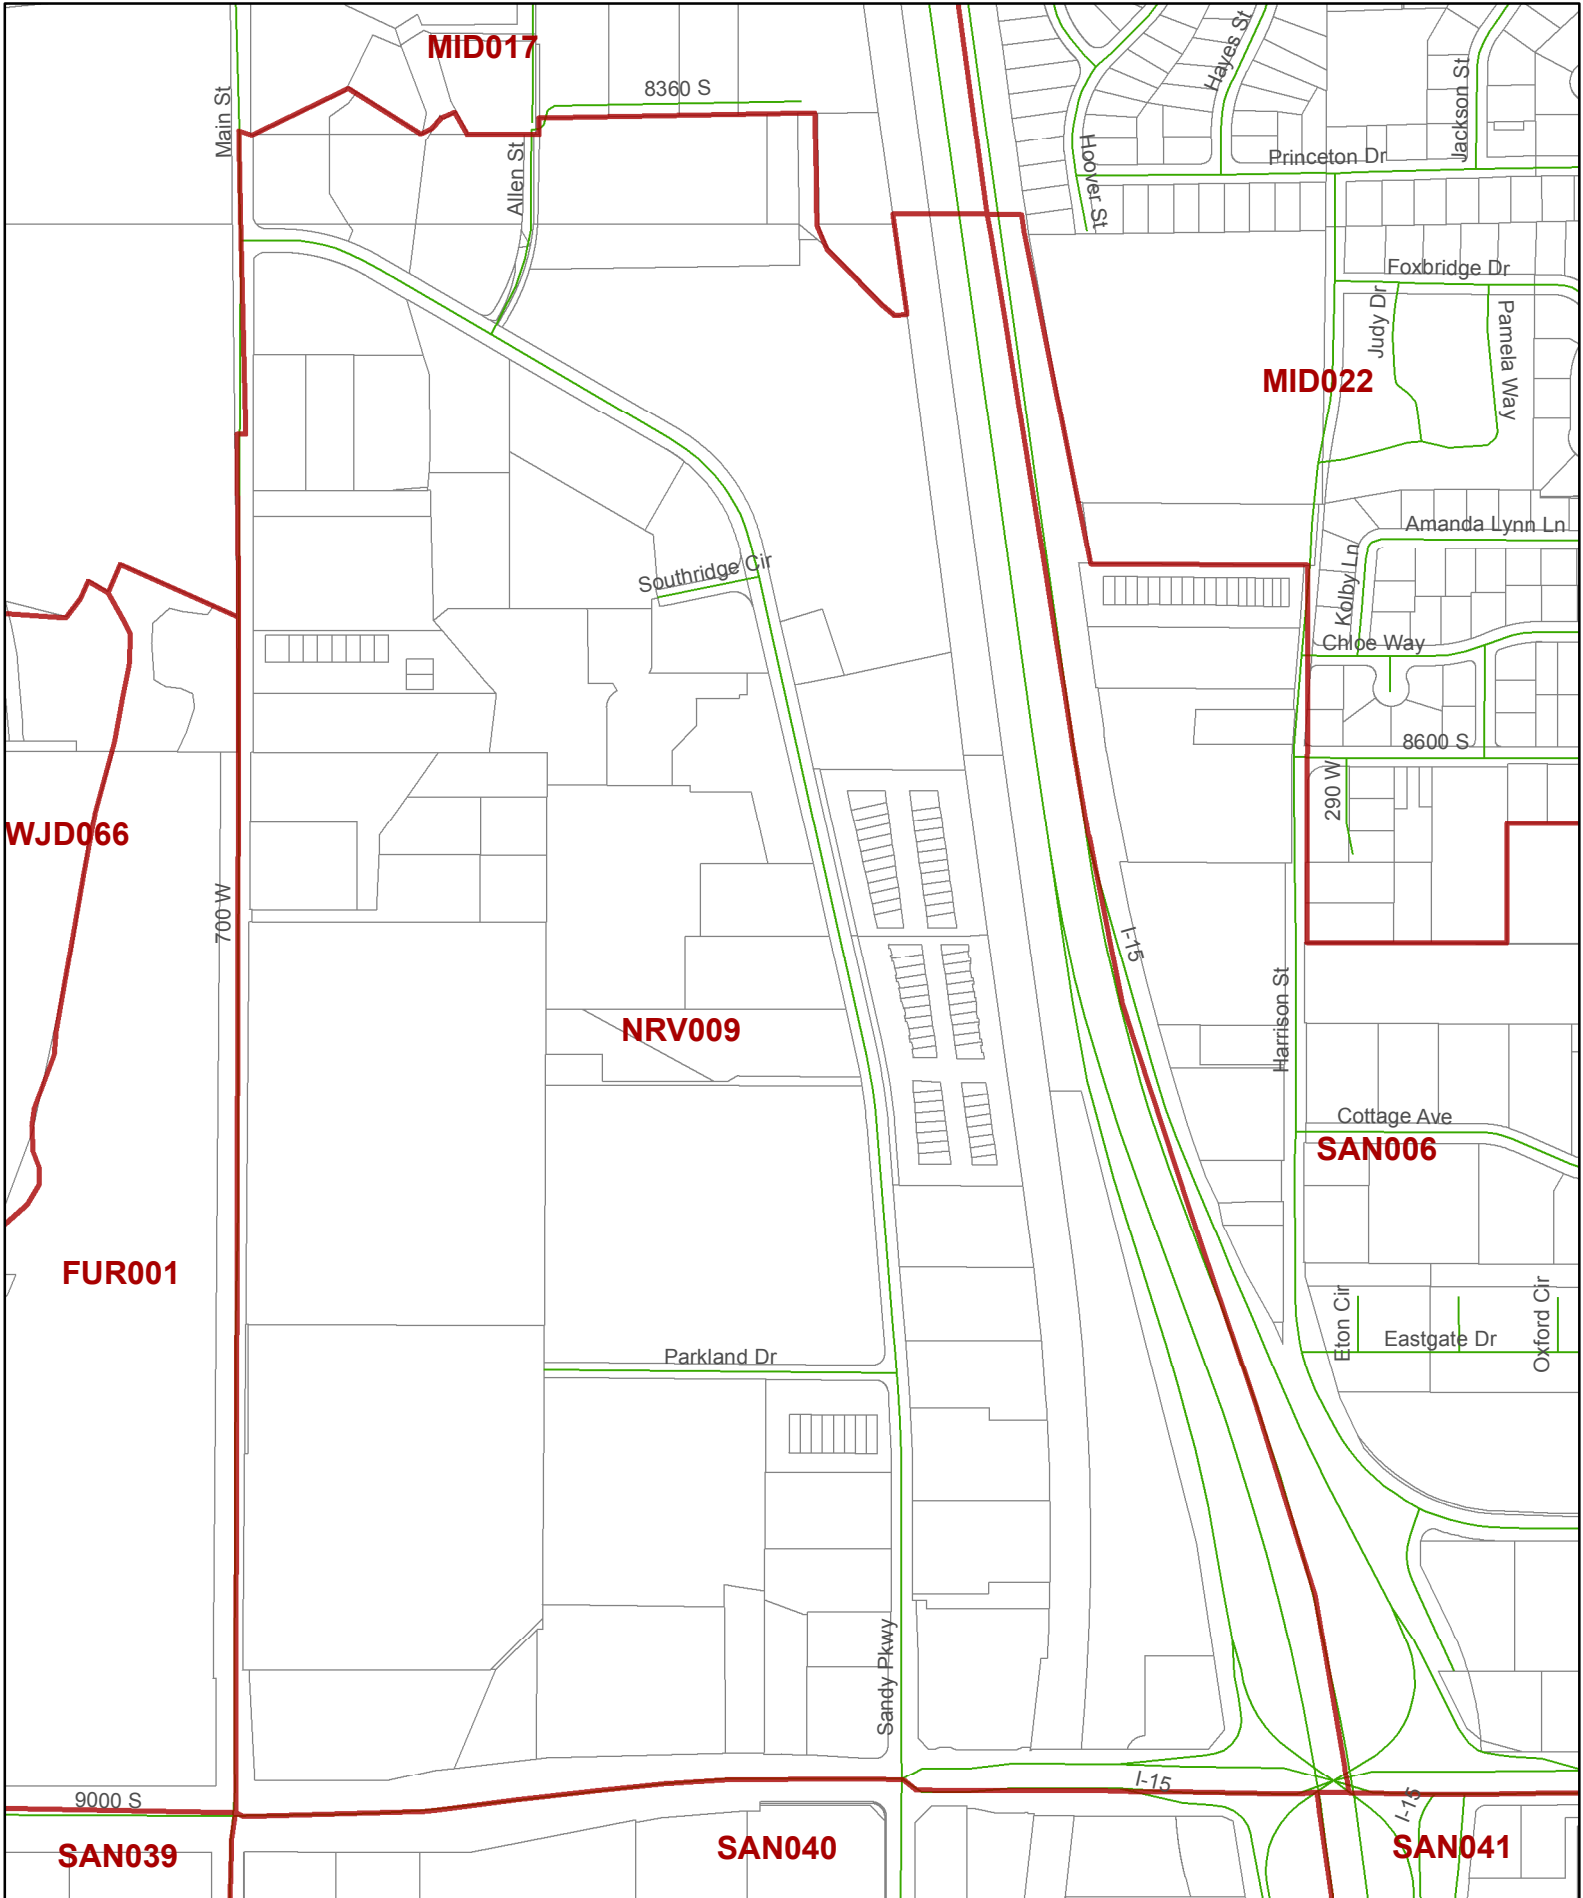 MID017
8360 S
Main St
Allen St
Hayes St
Jackson St
Hoover St
Princeton Dr
Foxbridge Dr
Judy Dr
Pamela Way
MID022
Amanda Lynn Ln
Kolby Ln
Southridge Cir
Chloe Way
8600 S
290 W
WJD066
700 W
I-15
NRV009
Harrison St
Cottage Ave
SAN006
FUR001
Eton Cir
Eastgate Dr
Oxford Cir
Parkland Dr
Sandy Pkwy
I-15
I-15
9000 S
SAN039
SAN040
SAN041